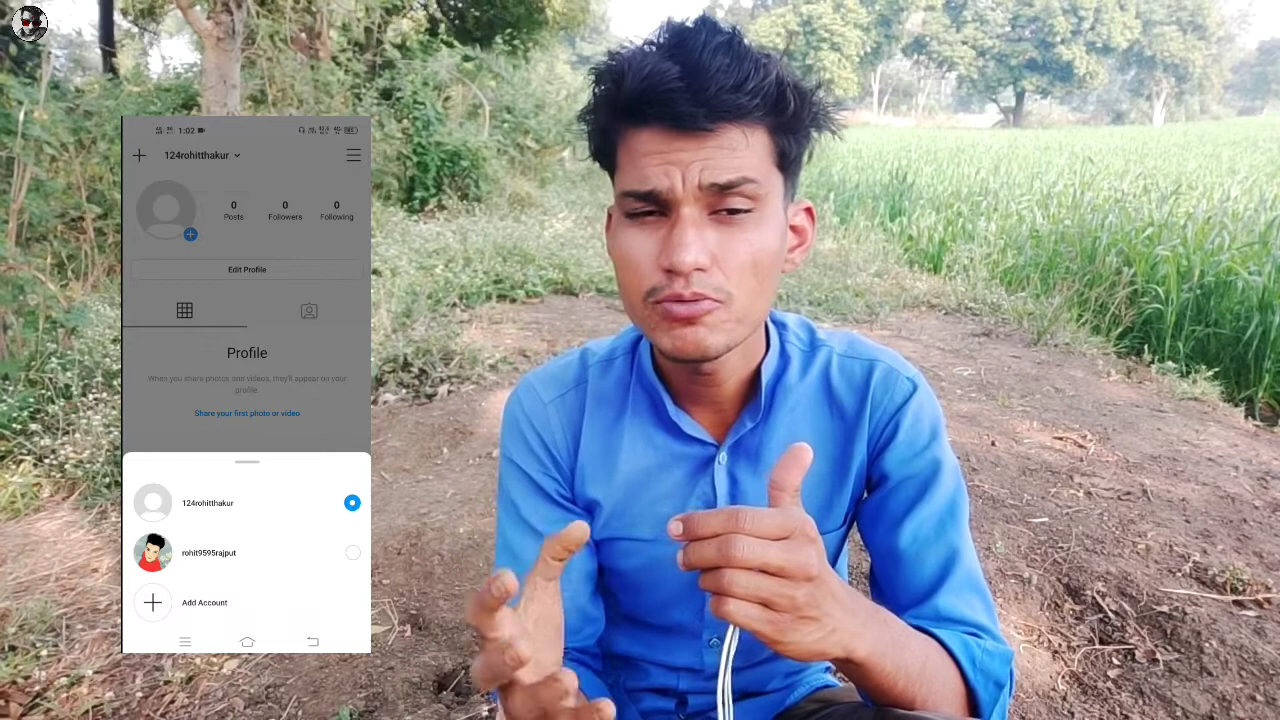 1:02
124rohitthakur
0 0 0
Posts Followers Following
Edit Profile
Profile
When you share photos and videos, they'll appear on your
profile.
Share your first photo or video
124rohitthakur
rohit9595rajput
Add Account